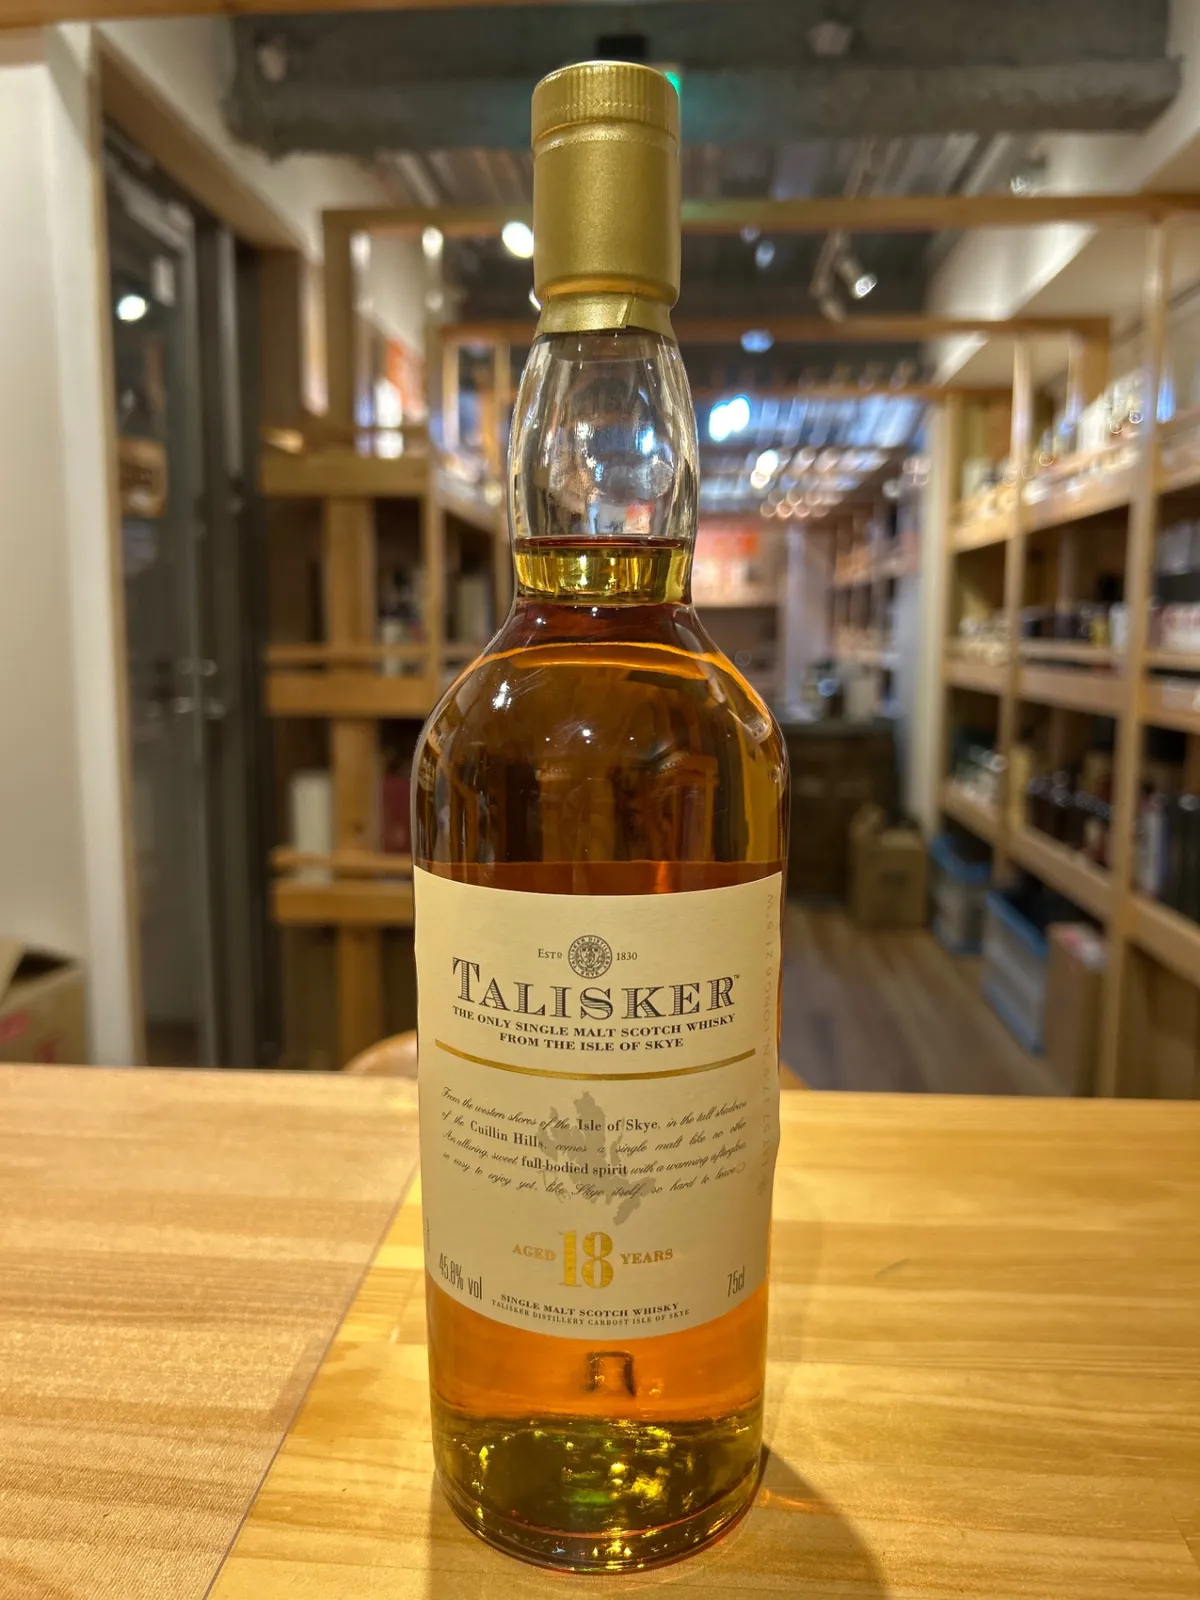 ESTD 1830
TALISKER™
THE ONLY SINGLE MALT SCOTCH WHISKY
FROM THE ISLE OF SKYE
From the western shores of the Isle of Skye, in the tall shadows
of the Cuillin Hills, comes a single malt like no other.
An alluring, sweet, full-bodied spirit with a warming afterglow,
so easy to enjoy yet, like Skye itself, so hard to leave.
AGED 18 YEARS
45.8% vol
75cl
SINGLE MALT SCOTCH WHISKY
TALISKER DISTILLERY CARBOST ISLE OF SKYE